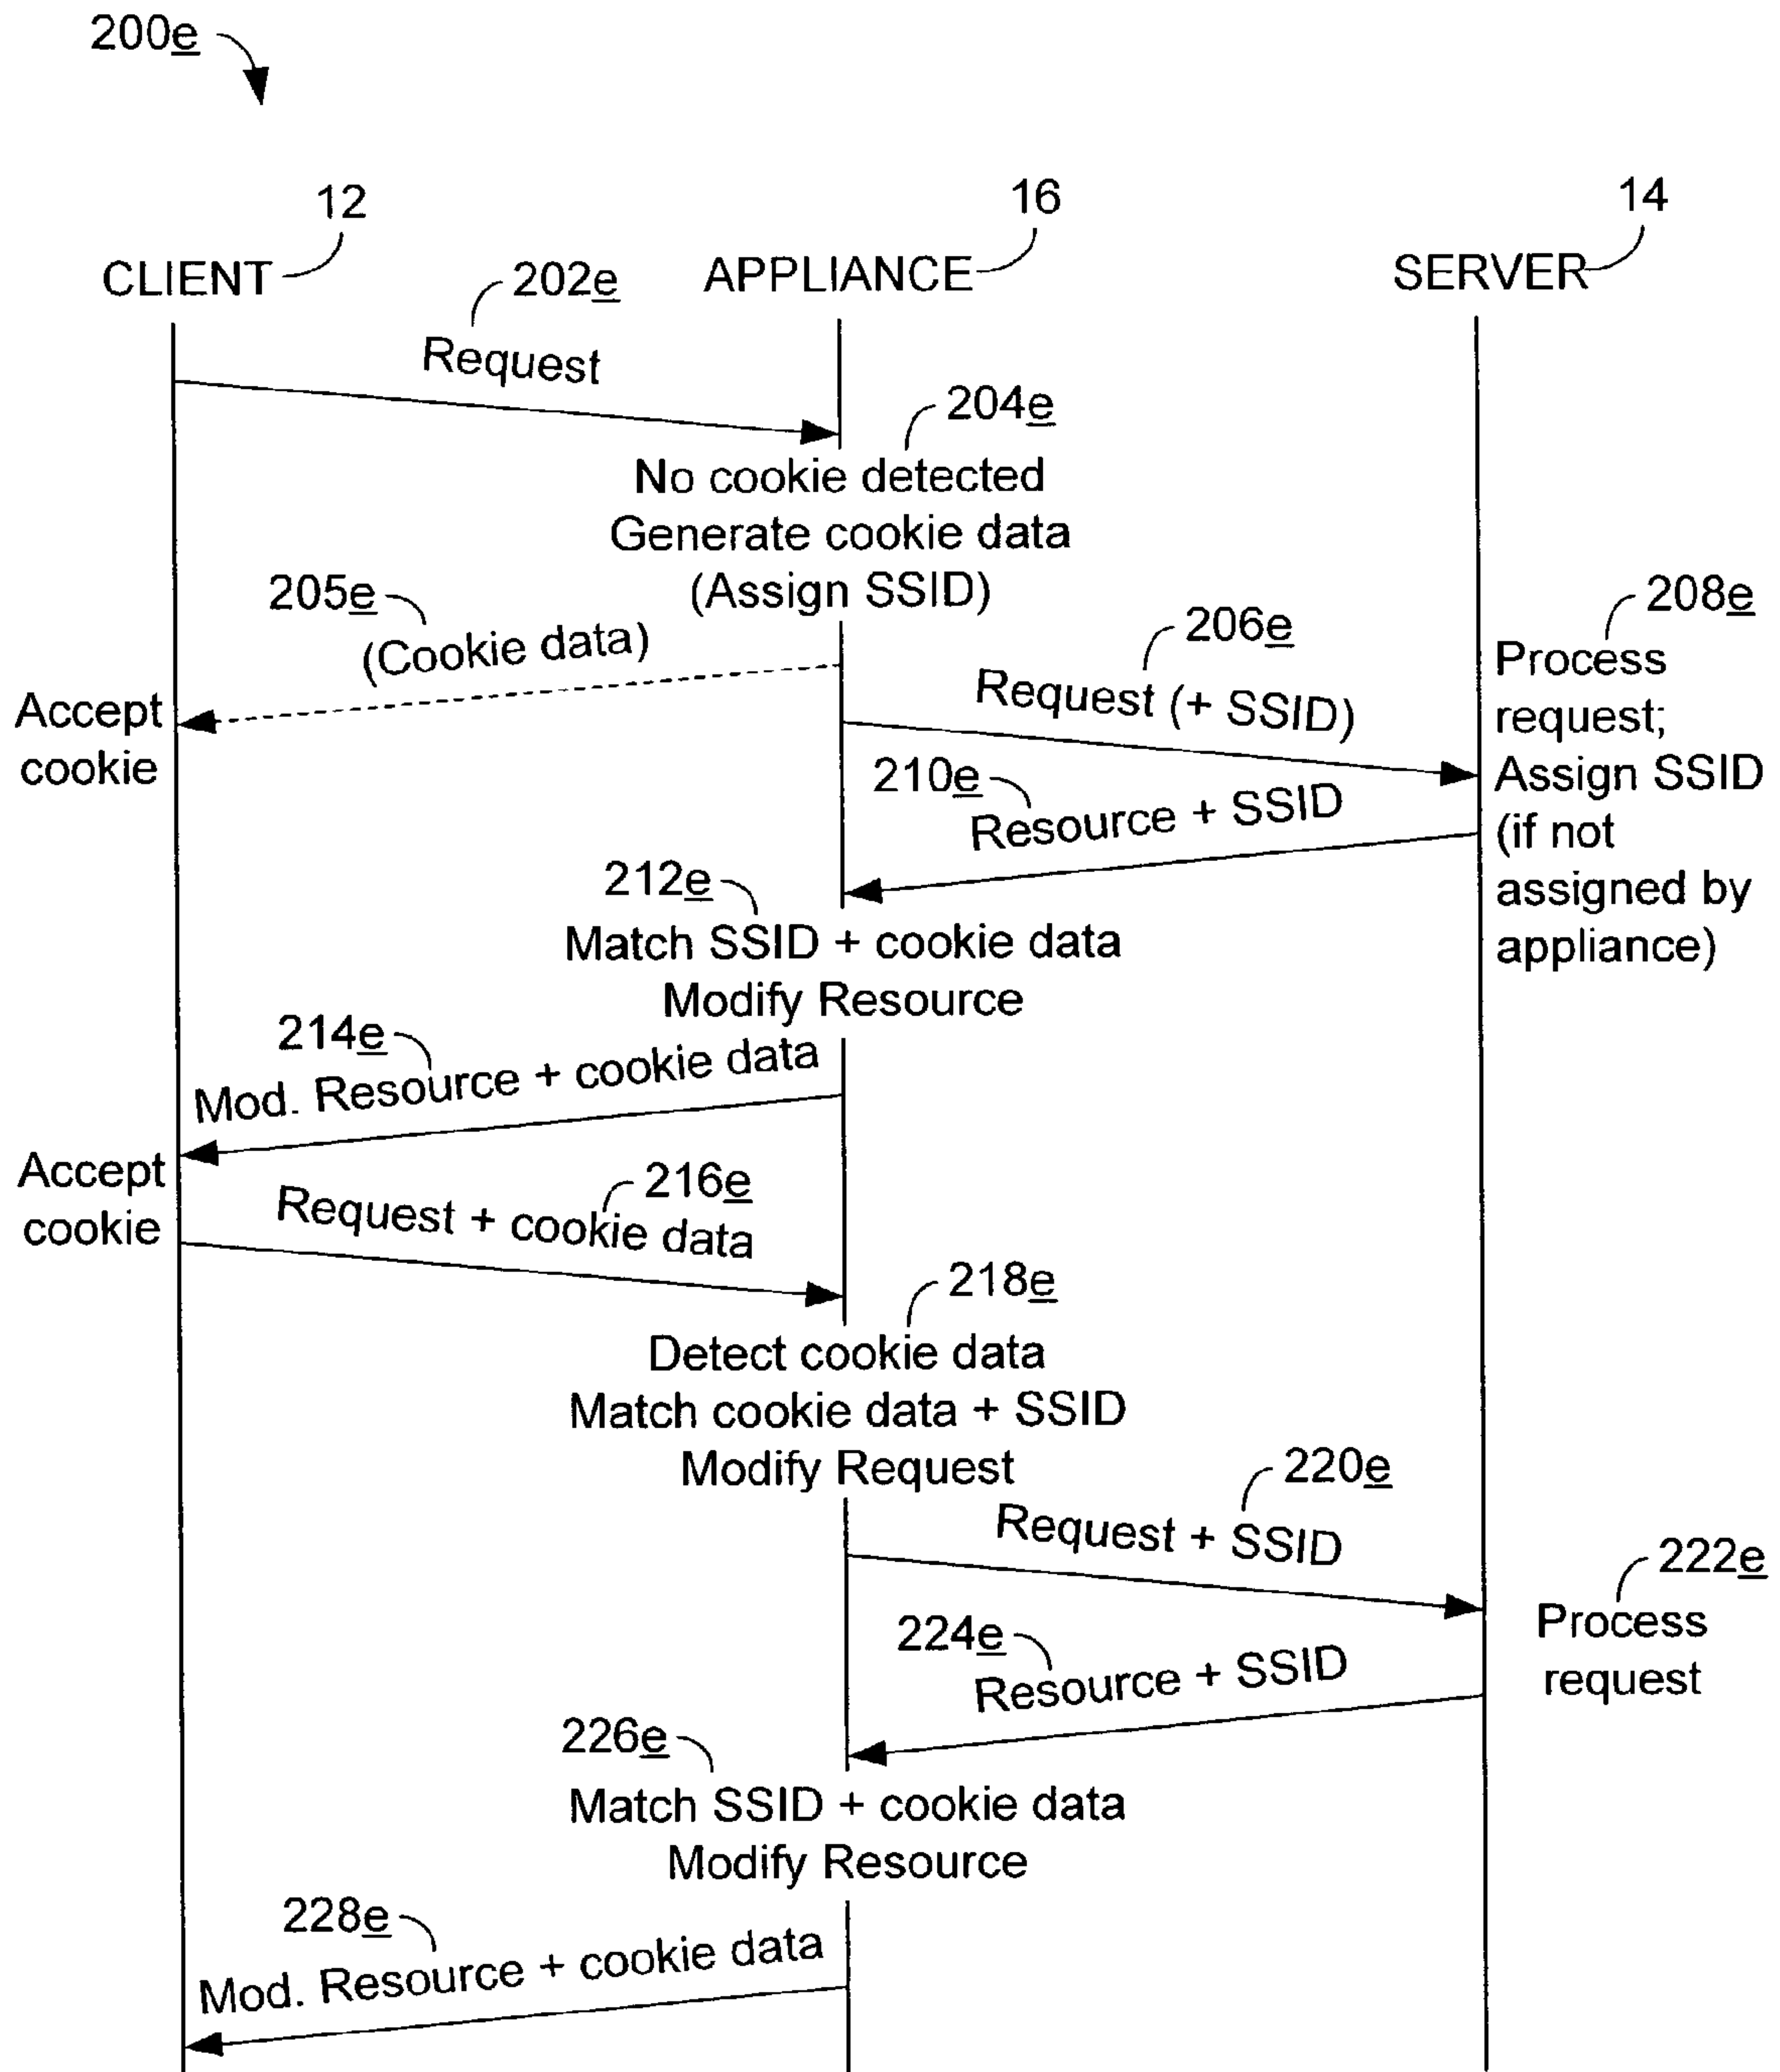 200e
12
16
14
CLIENT
202e
APPLIANCE
SERVER
Request
204e
No cookie detected
Generate cookie data
(Assign SSID)
205e
(Cookie data)
Accept
cookie
206e
Request (+ SSID)
208e
Process
request;
Assign SSID
(if not
assigned by
appliance)
210e
Resource + SSID
212e
Match SSID + cookie data
Modify Resource
214e
Mod. Resource + cookie data
Accept
cookie
216e
Request + cookie data
218e
Detect cookie data
Match cookie data + SSID
Modify Request
220e
Request + SSID
222e
Process
request
224e
Resource + SSID
226e
Match SSID + cookie data
Modify Resource
228e
Mod. Resource + cookie data